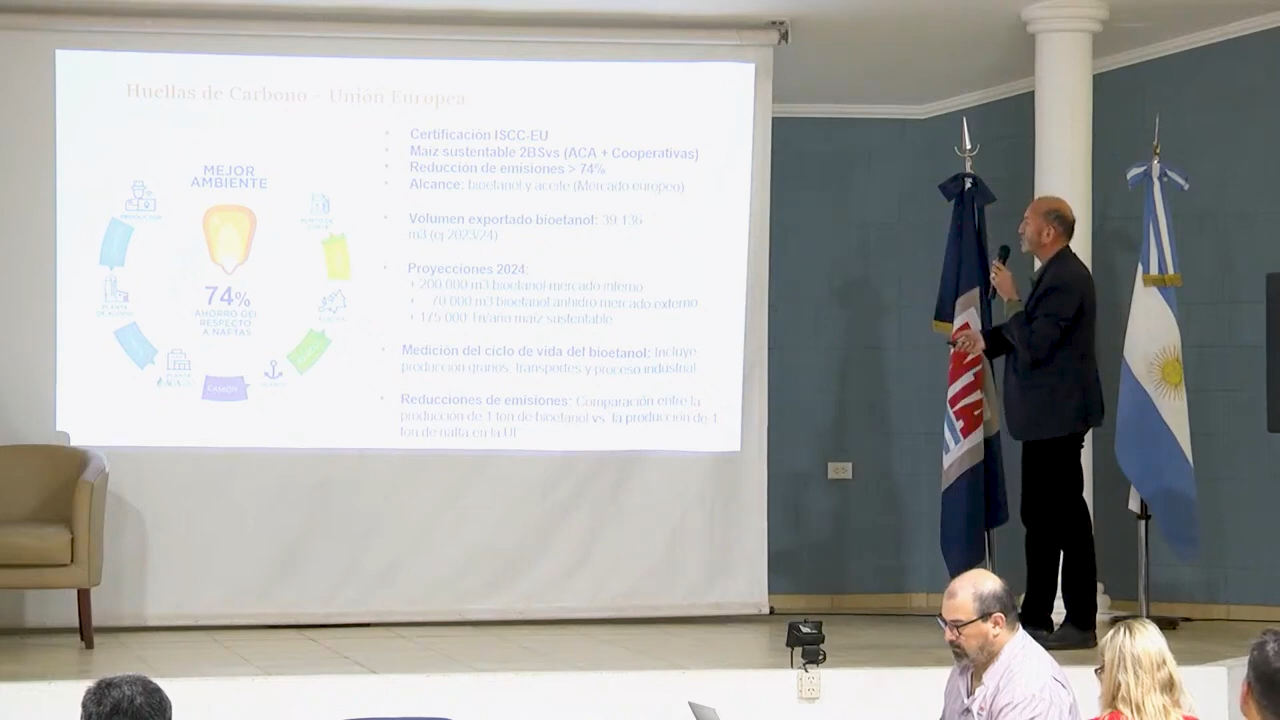 Huellas de Carbono – Unión Europea
MEJOR
AMBIENTE
PRODUCTOR
74%
AHORRO GEI
RESPECTO
A NAFTAS
PLANTA
ACABIO
CAMIÓN
• Certificación ISCC-EU
• Maíz sustentable 2BSvs (ACA + Cooperativas)
• Reducción de emisiones > 74%
• Alcance: bioetanol y aceite (Mercado europeo)
• Volumen exportado bioetanol: 39.136
m3 (ej 2023/24)
• Proyecciones 2024:
+ 200.000 m3 bioetanol mercado interno
+ 70.000 m3 bioetanol anhidro mercado externo
+ 175.000 Tn/año maíz sustentable
• Medición del ciclo de vida del bioetanol: Incluye
producción granos, transportes y proceso industrial
• Reducciones de emisiones: Comparación entre la
producción de 1 ton de bioetanol vs. la producción de 1
ton de nafta en la UE